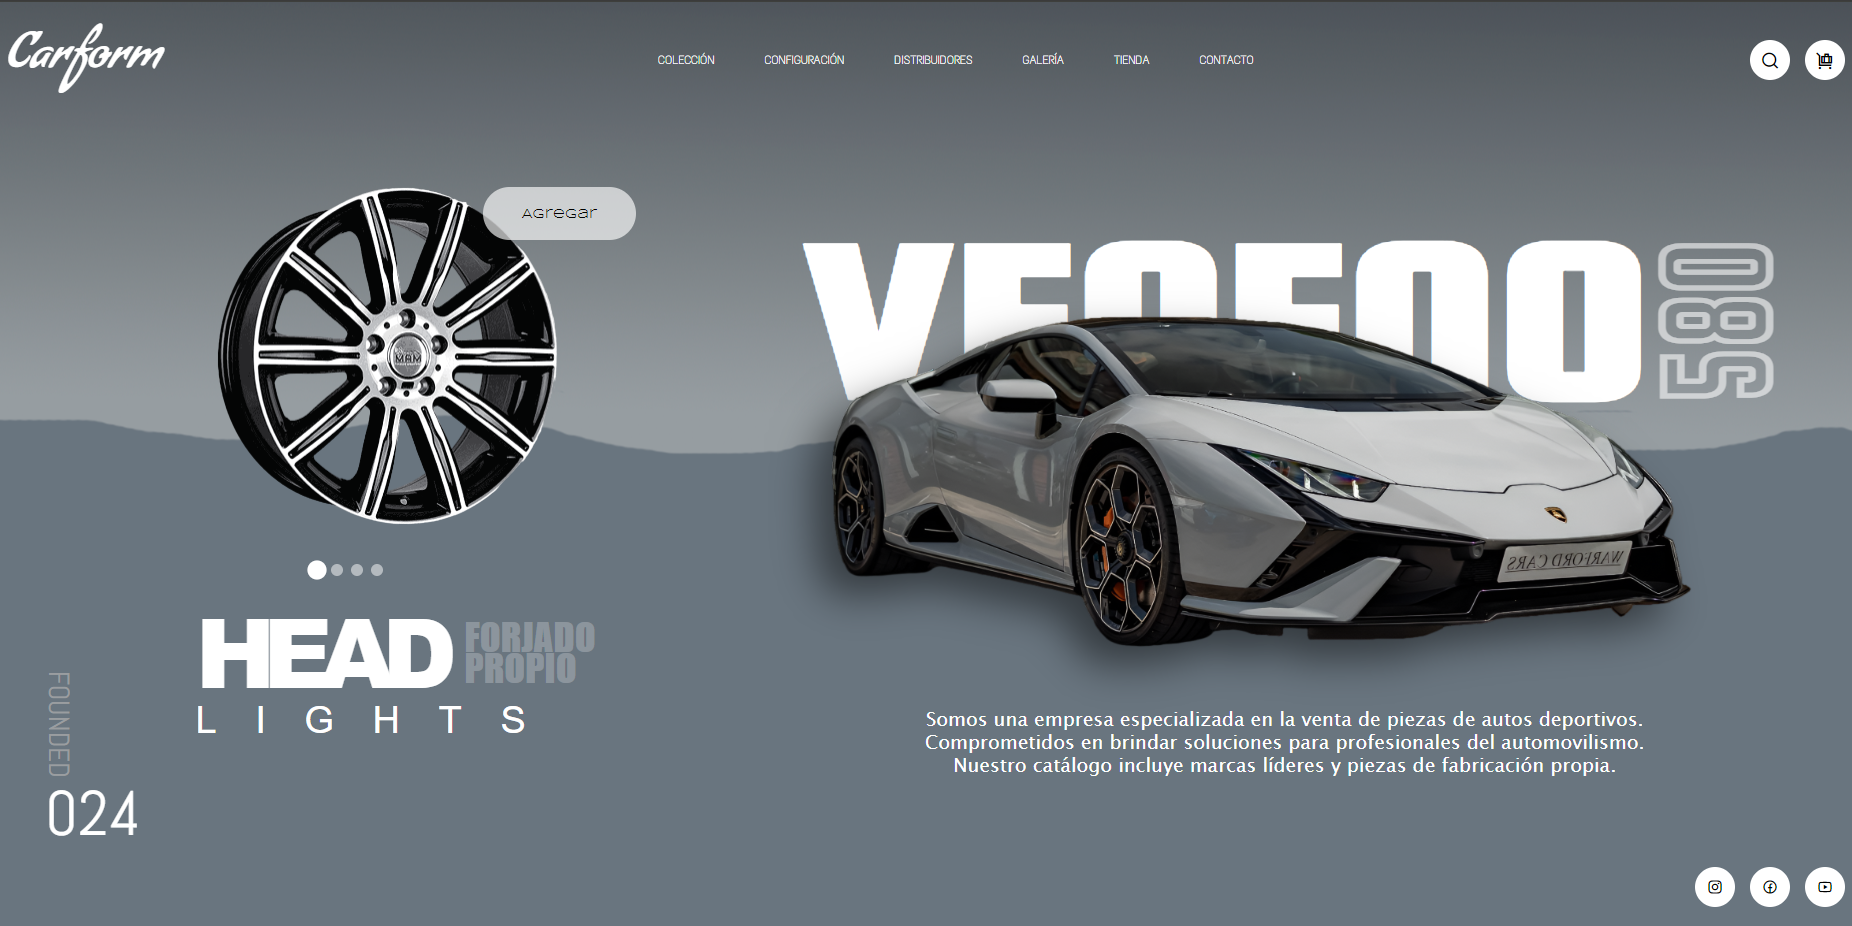 Carform
COLECCIÓN
CONFIGURACIÓN
DISTRIBUIDORES
GALERÍA
TIENDA
CONTACTO
Agregar
MAM
580
WARFORD CARS
HEAD
FORJADO
PROPIO
LIGHTS
FOUNDED
024
Somos una empresa especializada en la venta de piezas de autos deportivos.
Comprometidos en brindar soluciones para profesionales del automovilismo.
Nuestro catálogo incluye marcas líderes y piezas de fabricación propia.